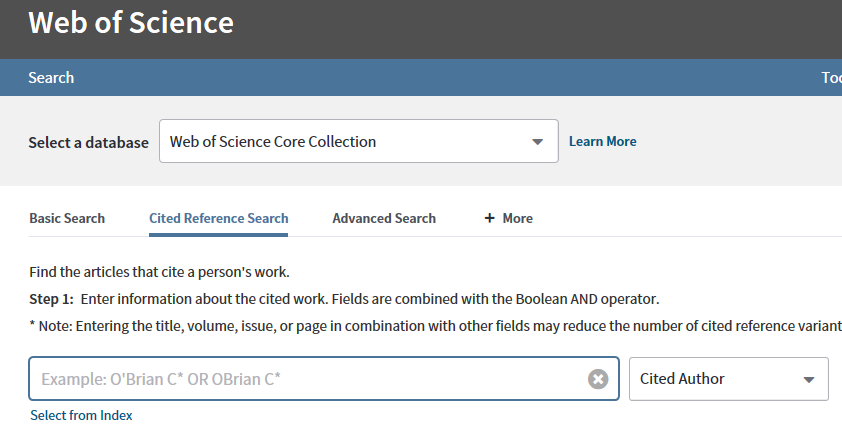 Web of Science
Search
Select a database Web of Science Core Collection Learn More
Basic Search Cited Reference Search Advanced Search + More
Find the articles that cite a person's work.
Step 1: Enter information about the cited work. Fields are combined with the Boolean AND operator.
* Note: Entering the title, volume, issue, or page in combination with other fields may reduce the number of cited reference variant
Example: O'Brian C* OR OBrian C* Cited Author
Select from Index